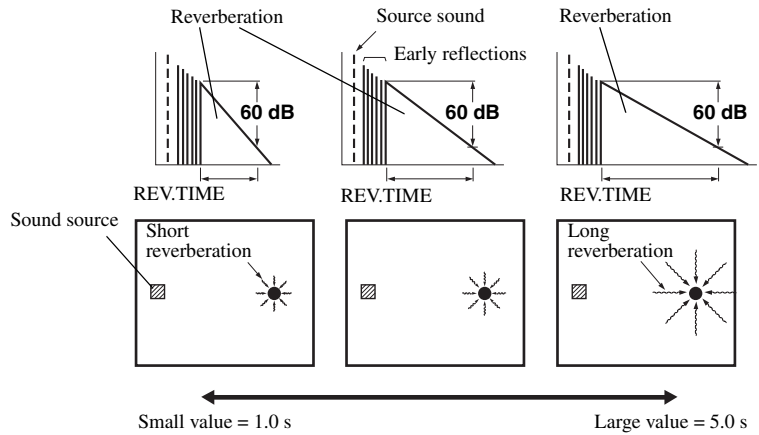 Reverberation
Source sound
Reverberation
Early reflections
60 dB
60 dB
60 dB
REV.TIME
REV.TIME
REV.TIME
Sound source
Short
reverberation
Long
reverberation
Small value = 1.0 s
Large value = 5.0 s